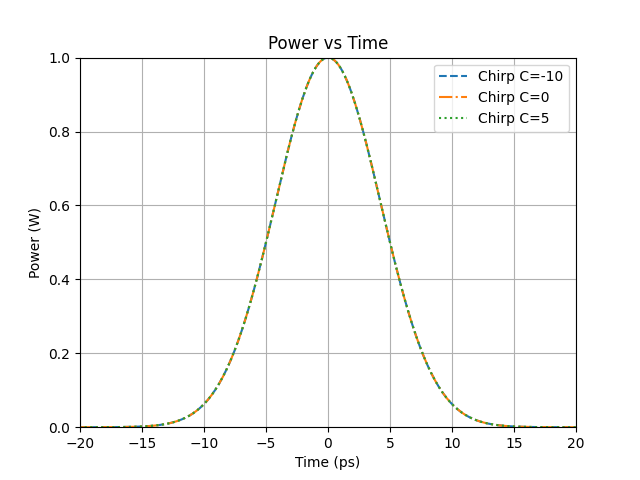 Power vs Time
Chirp C=-10
Chirp C=0
Chirp C=5
Power (W)
1.0
0.8
0.6
0.4
0.2
0.0
−20
−15
−10
−5
0
5
10
15
20
Time (ps)